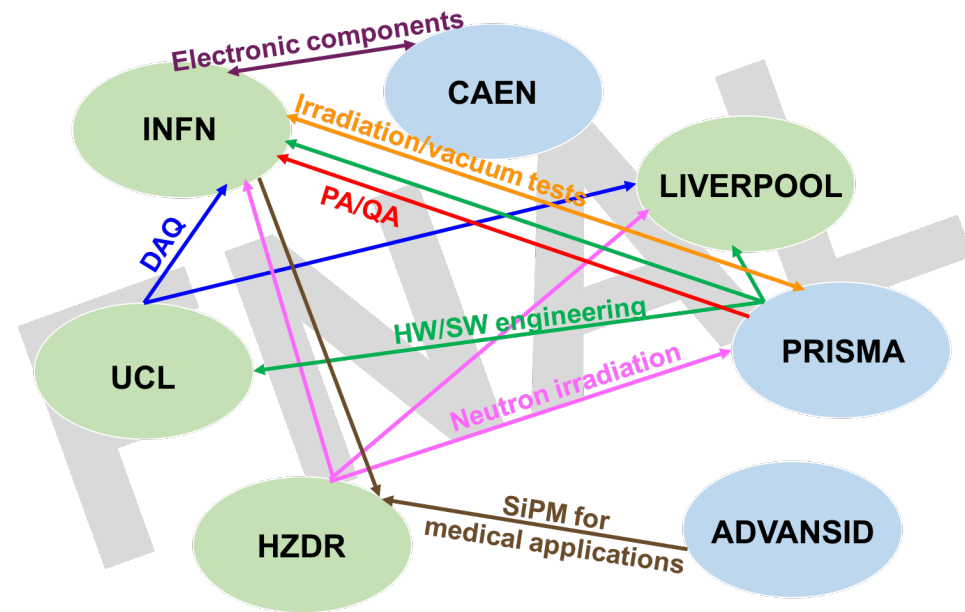 Electronic components
CAEN
INFN
Irradiation/vacuum tests
LIVERPOOL
PA/QA
DAQ
HW/SW engineering
PRISMA
UCL
Neutron irradiation
SiPM for
medical applications
ADVANSID
HZDR
FINAL